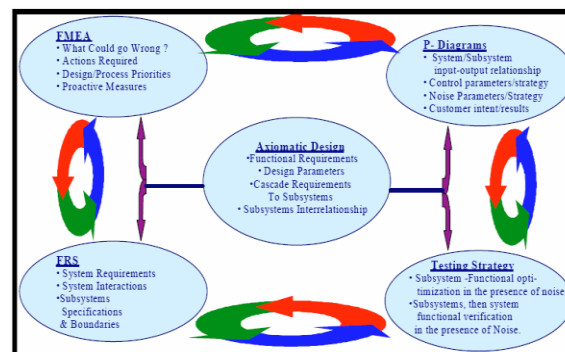 FMEA
• What Could go Wrong ?
• Actions Required
• Design/Process Priorities
• Proactive Measures
P- Diagrams
• System/Subsystem
input-output relationship
• Control parameters/strategy
• Noise Parameters/Strategy
• Customer intent/results
Axiomatic Design
•Functional Requirements
• Design Parameters
•Cascade Requirements
To Subsystems
• Subsystems Interrelationship
FRS
• System Requirements
• System Interactions
•Subsystems
Specifications
& Boundaries
Testing Strategy
• Subsystem -Functional opti-
timization in the presence of noise
•Subsystems, then system
functional verification
in the presence of Noise.